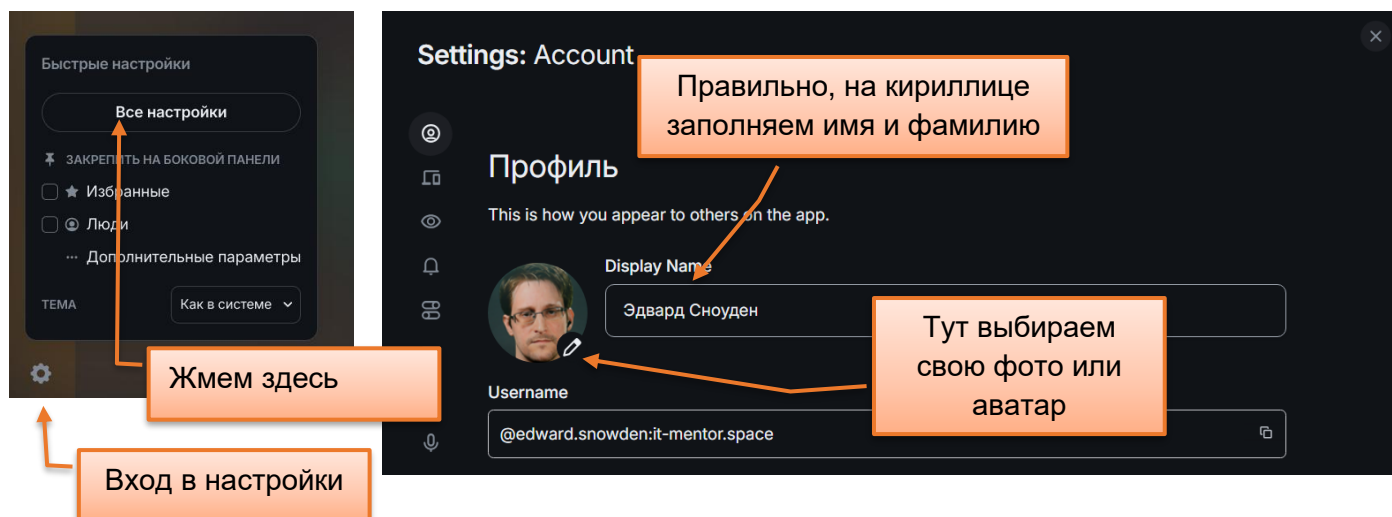 Быстрые настройки
Все настройки
ЗАКРЕПИТЬ НА БОКОВОЙ ПАНЕЛИ
Избранные
Люди
Дополнительные параметры
ТЕМА
Как в системе
Жмем здесь
Вход в настройки
Settings: Account
Правильно, на кириллице
заполняем имя и фамилию
Профиль
This is how you appear to others on the app.
Display Name
Эдвард Сноуден
Тут выбираем
свою фото или
аватар
Username
@edward.snowden:it-mentor.space